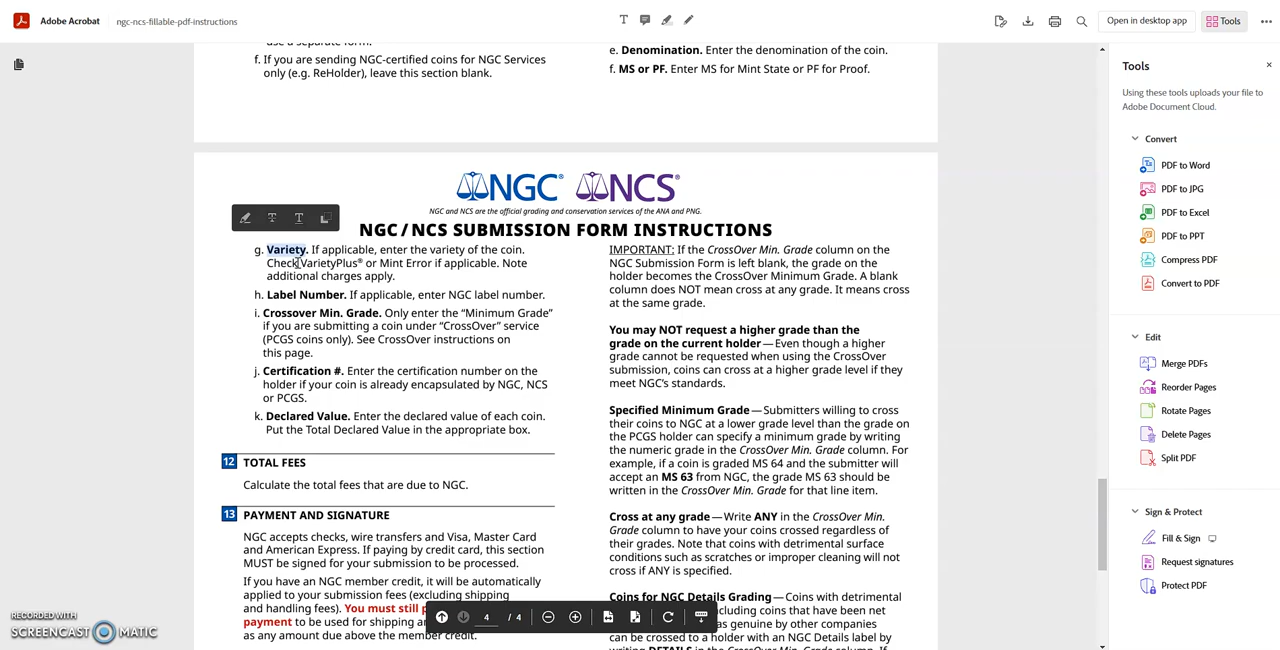 Adobe Acrobat
ngc-ncs-fillable-pdf-instructions
Open in desktop app
Tools
f. If you are sending NGC-certified coins for NGC Services
only (e.g. ReHolder), leave this section blank.
e. Denomination. Enter the denomination of the coin.
f. MS or PF. Enter MS for Mint State or PF for Proof.
NGC® NCS®
NGC and NCS are the official grading and conservation services of the ANA and PNG.
NGC / NCS SUBMISSION FORM INSTRUCTIONS
g. Variety. If applicable, enter the variety of the coin.
Check VarietyPlus® or Mint Error if applicable. Note
additional charges apply.
h. Label Number. If applicable, enter NGC label number.
i. Crossover Min. Grade. Only enter the “Minimum Grade”
if you are submitting a coin under “CrossOver” service
(PCGS coins only). See CrossOver instructions on
this page.
j. Certification #. Enter the certification number on the
holder if your coin is already encapsulated by NGC, NCS
or PCGS.
k. Declared Value. Enter the declared value of each coin.
Put the Total Declared Value in the appropriate box.
12 TOTAL FEES
Calculate the total fees that are due to NGC.
13 PAYMENT AND SIGNATURE
NGC accepts checks, wire transfers and Visa, Master Card
and American Express. If paying by credit card, this section
MUST be signed for your submission to be processed.
If you have an NGC member credit, it will be automatically
applied to your submission fees (excluding shipping
and handling fees). You must still p
payment to be used for shipping an
as any amount due above the member credit.
IMPORTANT: If the CrossOver Min. Grade column on the
NGC Submission Form is left blank, the grade on the
holder becomes the CrossOver Minimum Grade. A blank
column does NOT mean cross at any grade. It means cross
at the same grade.
You may NOT request a higher grade than the
grade on the current holder — Even though a higher
grade cannot be requested when using the CrossOver
submission, coins can cross at a higher grade level if they
meet NGC’s standards.
Specified Minimum Grade — Submitters willing to cross
their coins to NGC at a lower grade level than the grade on
the PCGS holder can specify a minimum grade by writing
the numeric grade in the CrossOver Min. Grade column. For
example, if a coin is graded MS 64 and the submitter will
accept an MS 63 from NGC, the grade MS 63 should be
written in the CrossOver Min. Grade for that line item.
Cross at any grade — Write ANY in the CrossOver Min.
Grade column to have your coins crossed regardless of
their grades. Note that coins with detrimental surface
conditions such as scratches or improper cleaning will not
cross if ANY is specified.
Coins for NGC Details Grading — Coins with detrimental
cluding coins that have been net
as genuine by other companies
can be crossed to a holder with an NGC Details label by
4 / 4
Tools
Using these tools uploads your file to
Adobe Document Cloud.
Convert
PDF to Word
PDF to JPG
PDF to Excel
PDF to PPT
Compress PDF
Convert to PDF
Edit
Merge PDFs
Reorder Pages
Rotate Pages
Delete Pages
Split PDF
Sign & Protect
Fill & Sign
Request signatures
Protect PDF
RECORDED WITH
SCREENCAST MATIC